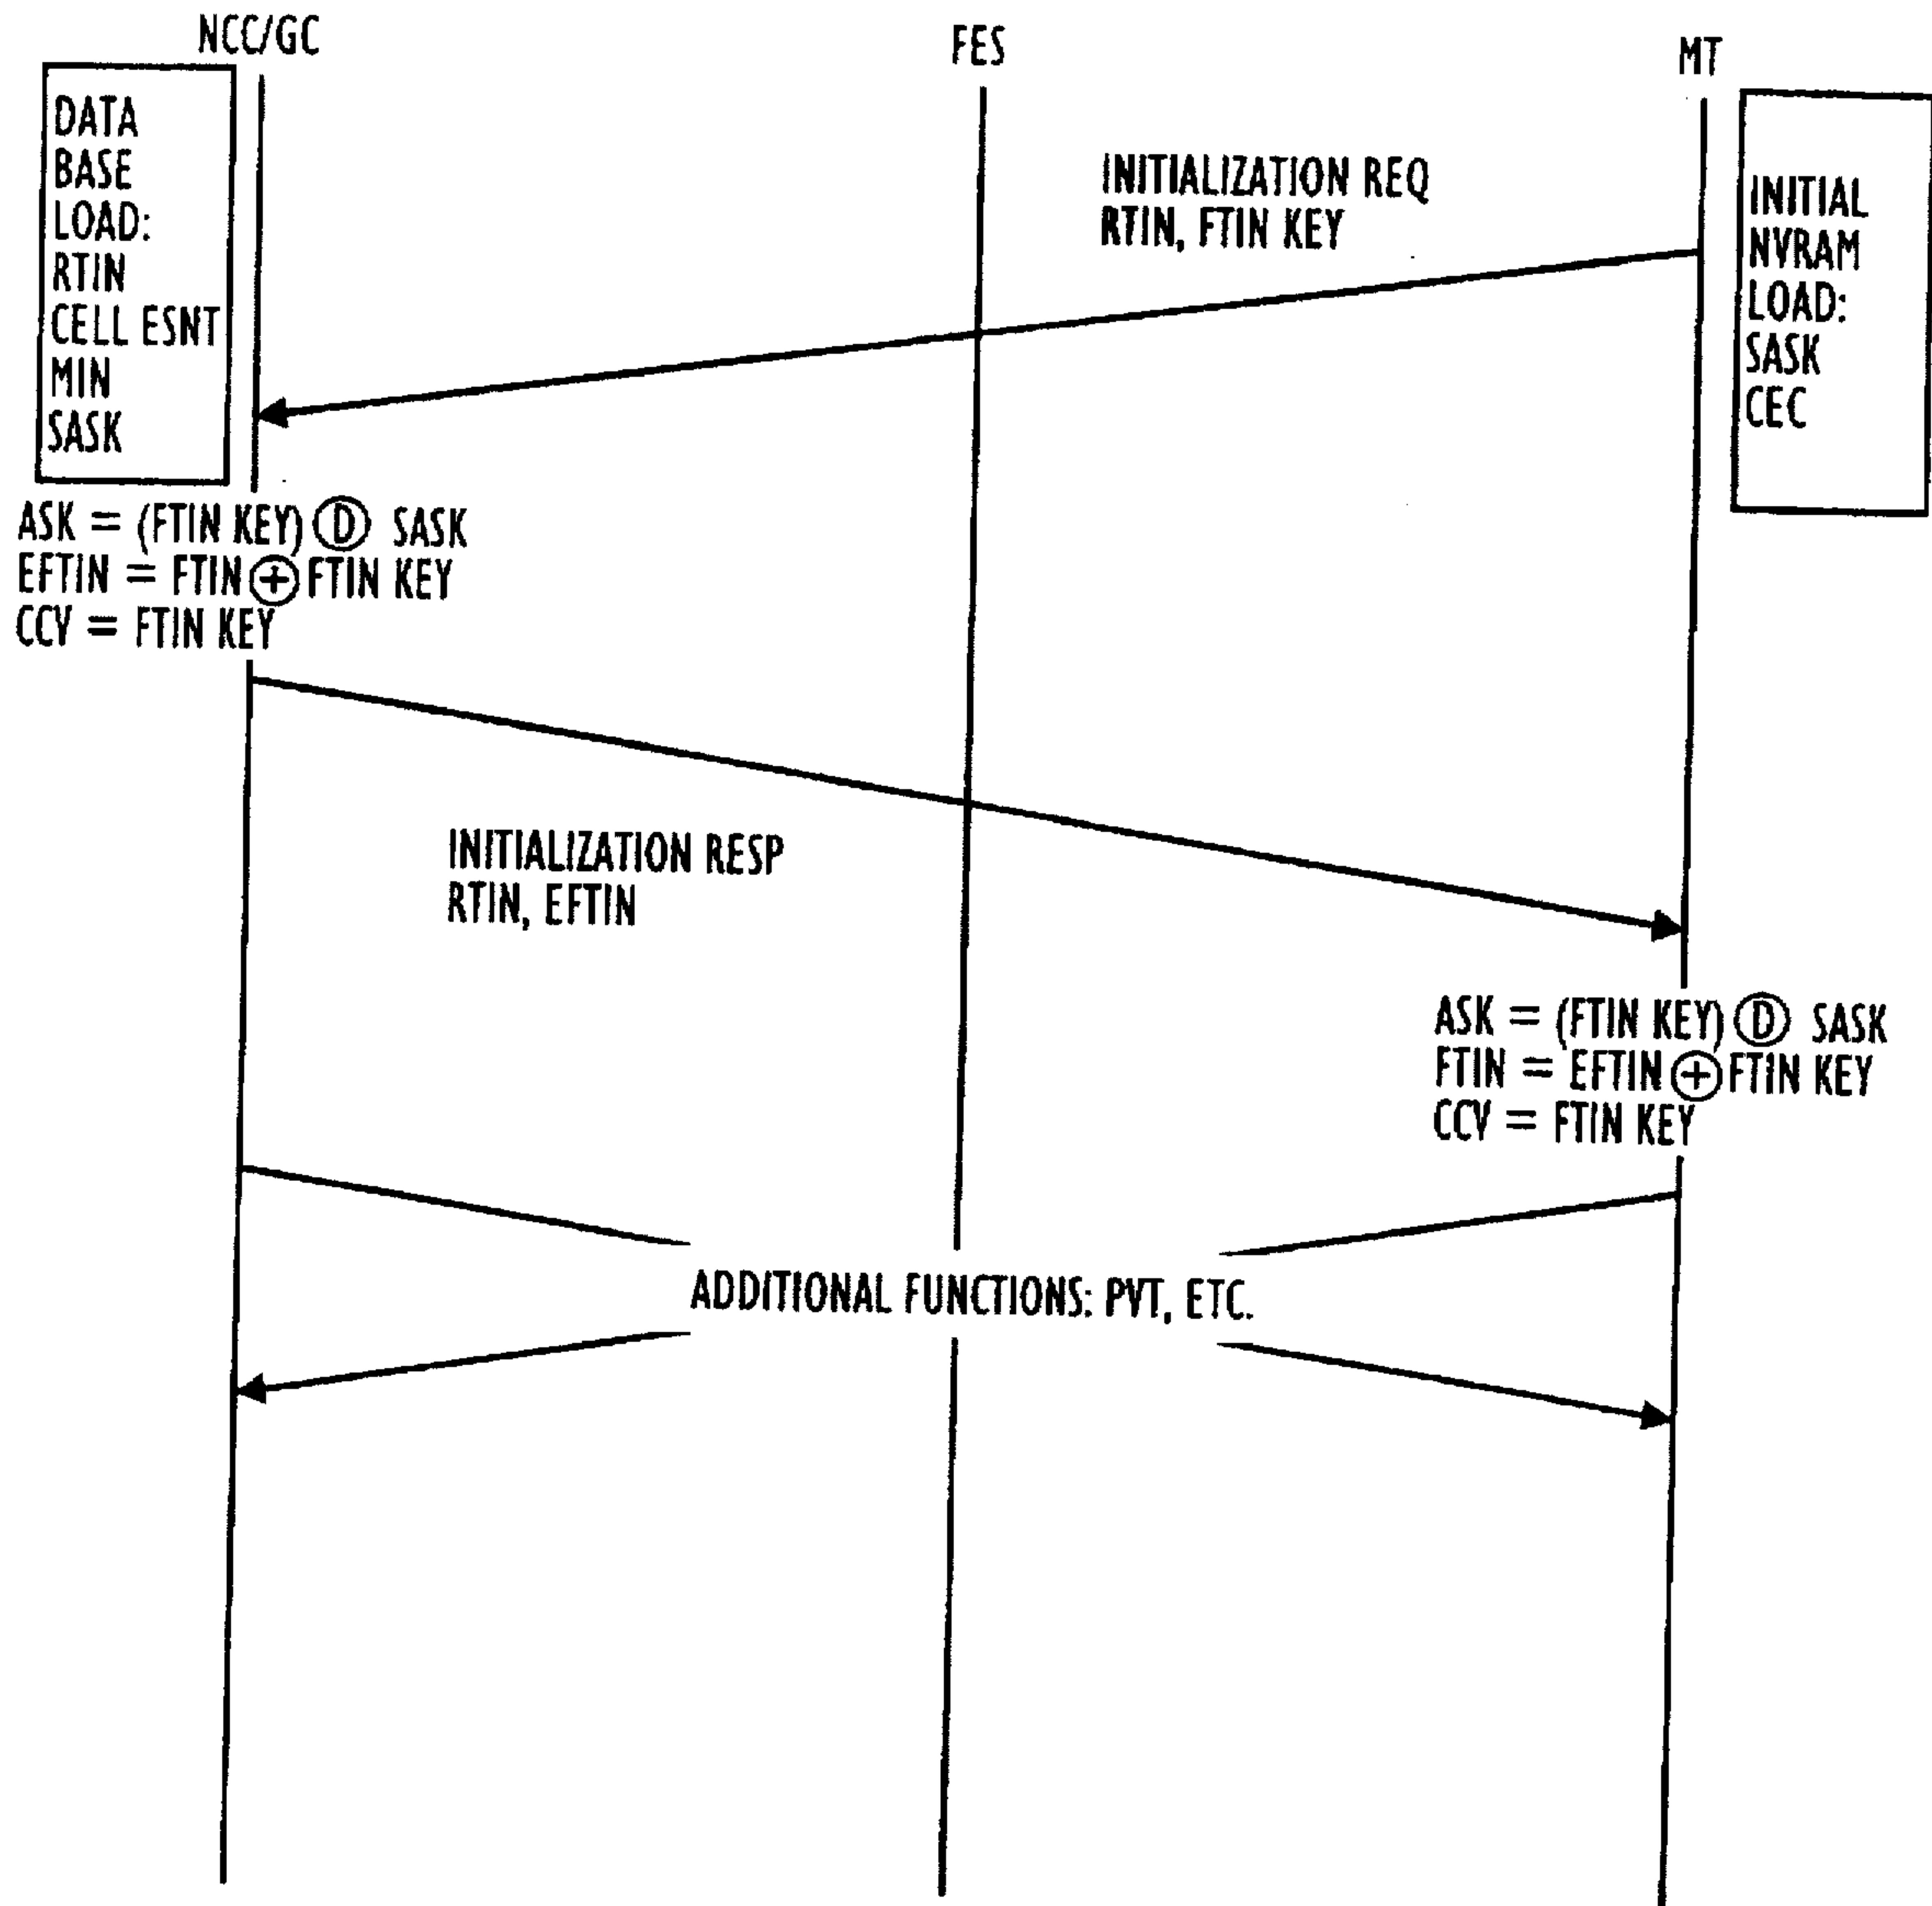 NCC/GC
FES
MT
DATA
BASE
LOAD:
RTIN
CELL ESNT
MIN
SASK
INITIALIZATION REQ
RTIN, FTIN KEY
INITIAL
NVRAM
LOAD:
SASK
CEC
ASK = (FTIN KEY) Ⓓ SASK
EFTIN = FTIN ⊕ FTIN KEY
CCV = FTIN KEY
INITIALIZATION RESP
RTIN, EFTIN
ASK = (FTIN KEY) Ⓓ SASK
FTIN = EFTIN ⊕ FTIN KEY
CCV = FTIN KEY
ADDITIONAL FUNCTIONS: PVT, ETC.